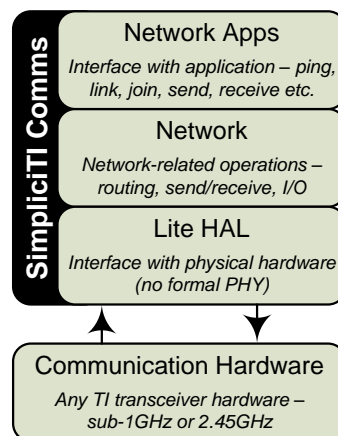 SimpliciTI Comms
Network Apps
Interface with application – ping,
link, join, send, receive etc.
Network
Network-related operations –
routing, send/receive, I/O
Lite HAL
Interface with physical hardware
(no formal PHY)
Communication Hardware
Any TI transceiver hardware –
sub-1GHz or 2.45GHz